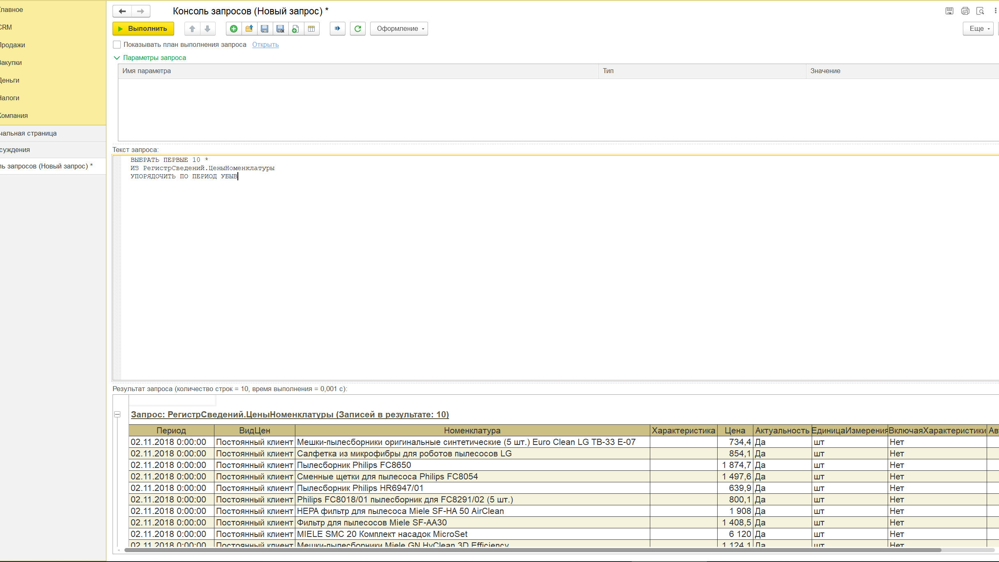 лавное
CRM
Продажи
Закупки
Деньги
Налоги
Компания
чальная страница
суждения
ль запросов (Новый запрос) *
Консоль запросов (Новый запрос) *
Выполнить
Оформление
Еще
Показывать план выполнения запроса Открыть
Параметры запроса
Имя параметра Тип Значение
Текст запроса:
ВЫБРАТЬ ПЕРВЫЕ 10 *
ИЗ РегистрСведений.ЦеныНоменклатуры
УПОРЯДОЧИТЬ ПО ПЕРИОД УБЫВ
Результат запроса (количество строк = 10, время выполнения = 0,001 с):
Запрос: РегистрСведений.ЦеныНоменклатуры (Записей в результате: 10)
Период ВидЦен Номенклатура Характеристика Цена Актуальность ЕдиницаИзмерения ВключаяХарактеристики Ав
02.11.2018 0:00:00 Постоянный клиент Мешки-пылесборники оригинальные синтетические (5 шт.) Euro Clean LG TB-33 E-07 734,4 Да шт Нет
02.11.2018 0:00:00 Постоянный клиент Салфетка из микрофибры для роботов пылесосов LG 854,1 Да шт Нет
02.11.2018 0:00:00 Постоянный клиент Пылесборник Philips FC8650 1 874,7 Да шт Нет
02.11.2018 0:00:00 Постоянный клиент Сменные щетки для пылесоса Philips FC8054 1 497,6 Да шт Нет
02.11.2018 0:00:00 Постоянный клиент Пылесборник Philips HR6947/01 639,9 Да шт Нет
02.11.2018 0:00:00 Постоянный клиент Philips FC8018/01 пылесборник для FC8291/02 (5 шт.) 800,1 Да шт Нет
02.11.2018 0:00:00 Постоянный клиент HEPA фильтр для пылесоса Miele SF-HA 50 AirClean 1 908 Да шт Нет
02.11.2018 0:00:00 Постоянный клиент Фильтр для пылесосов Miele SF-AA30 1 408,5 Да шт Нет
02.11.2018 0:00:00 Постоянный клиент MIELE SMC 20 Комплект насадок MicroSet 6 120 Да шт Нет
02.11.2018 0:00:00 Постоянный клиент Мешки-пылесборники Miele GN HyClean 3D Efficiency 1 124,1 Да шт Нет